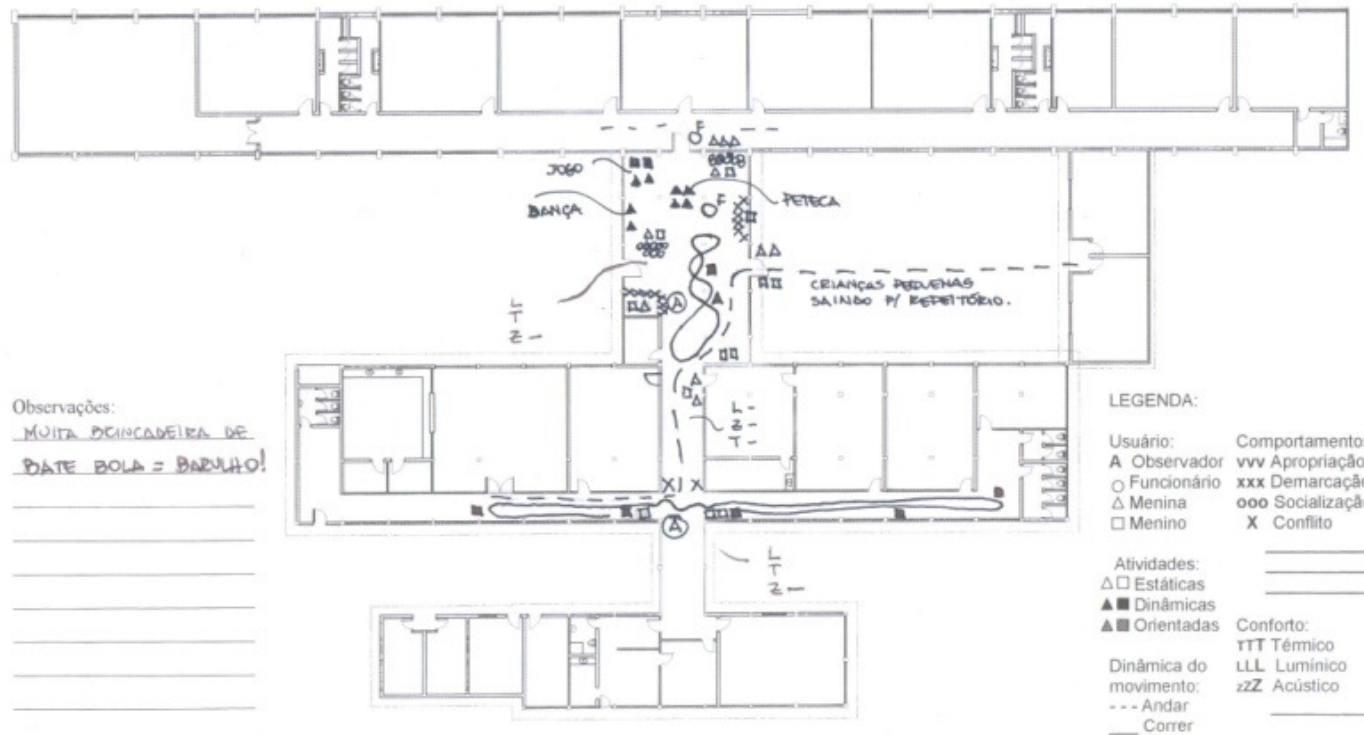 F
JOGO
BANÇA
PETECA
F
CRIANÇAS PEQUENAS
SAINDO P/ REFEITÓRIO.
A
L
T
Z -
L -
Z -
T -
X X
A
L
T
Z -
Observações:
MUITA BRINCADEIRA DE
BATE BOLA = BARULHO!
LEGENDA:
Usuário:
A Observador
Funcionário
Menina
Menino
Comportamento
vvv Apropriação
xxx Demarcação
ooo Socializaçã
X Conflito
Atividades:
Estáticas
Dinâmicas
Orientadas
Dinâmica do
movimento:
--- Andar
___ Correr
Conforto:
TTT Térmico
LLL Lumínico
zZZ Acústico